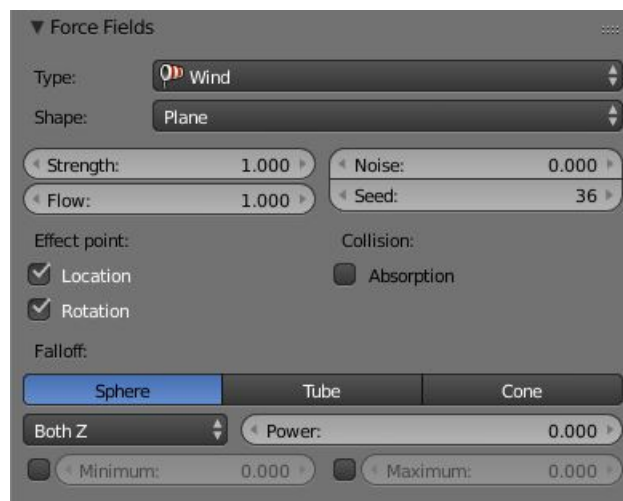 Force Fields
Type: Wind
Shape: Plane
Strength: 1.000 Noise: 0.000
Flow: 1.000 Seed: 36
Effect point: Collision:
Location Absorption
Rotation
Falloff:
Sphere Tube Cone
Both Z Power: 0.000
Minimum: 0.000 Maximum: 0.000